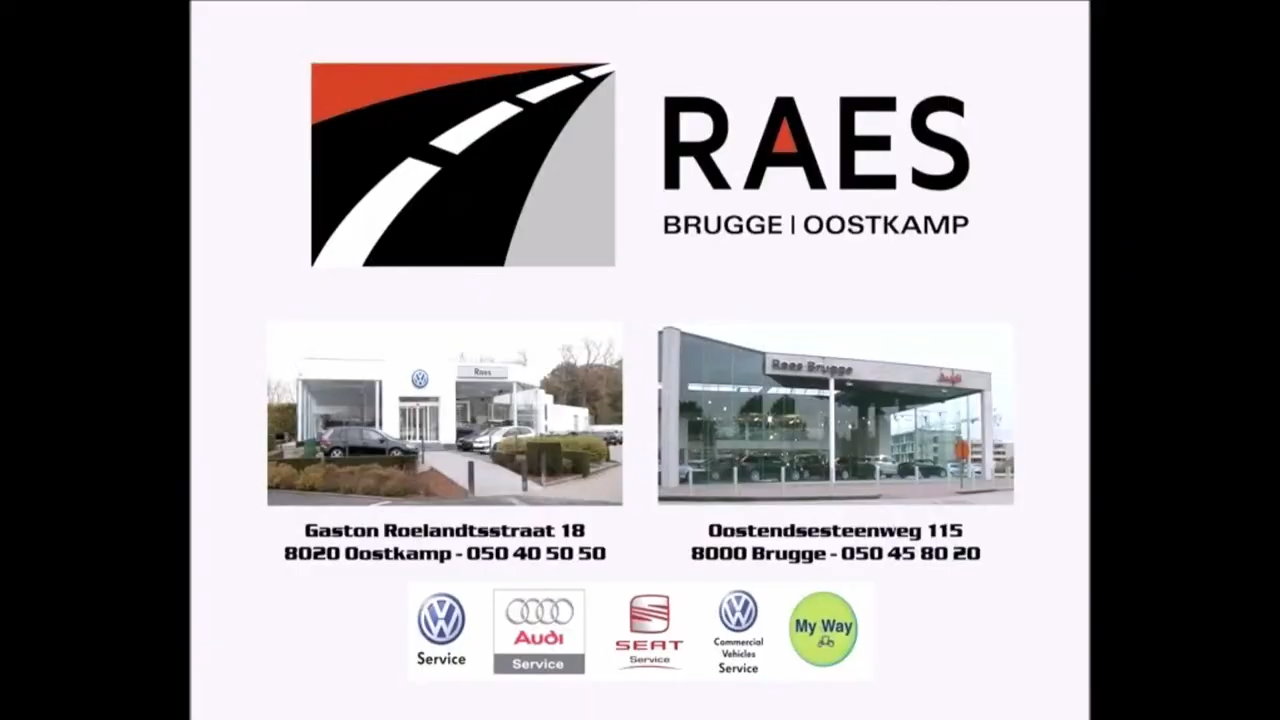 RAES
BRUGGE | OOSTKAMP
Raes
Raes Brugge
Audi
Gaston Roelandtsstraat 18
8020 Oostkamp - 050 40 50 50
Oostendsesteenweg 115
8000 Brugge - 050 45 80 20
Service
Audi
Service
SEAT
Service
Commercial
Vehicles
Service
My Way